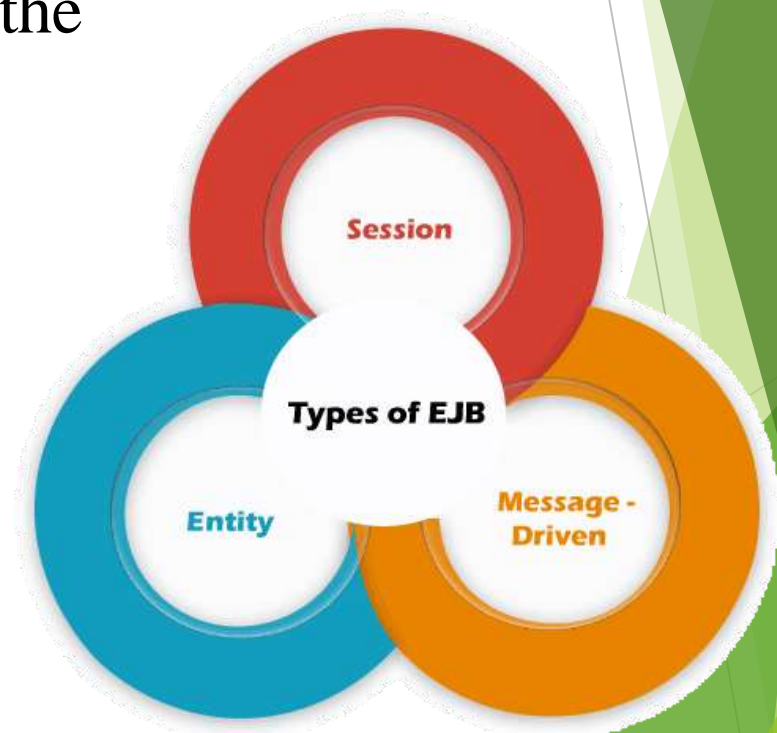 the
Session
Types of EJB
Entity
Message -
Driven